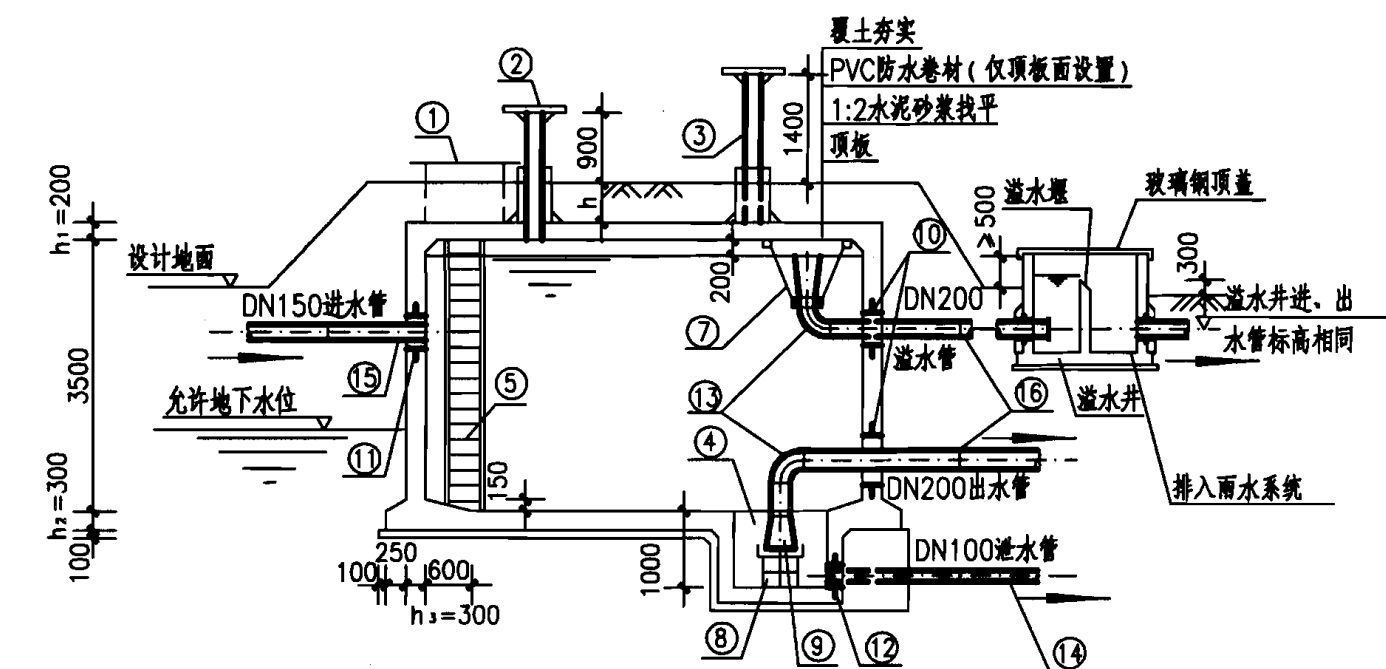 覆土夯实
PVC防水卷材(仅顶板面设置)
1:2水泥砂浆找平
顶板
②
③
①
1400
900
h
h₁=200
设计地面
DN150进水管
3500
允许地下水位
h₂=300
100
⑮
⑪
⑤
150
200
⑦
⑩
DN200
溢水管
⑬
⑯
④
DN200出水管
DN100泄水管
1000
100
250
600
h₃=300
⑧
⑨
⑫
⑭
≥500
溢水堰
玻璃钢顶盖
300
溢水井进、出
水管标高相同
溢水井
排入雨水系统